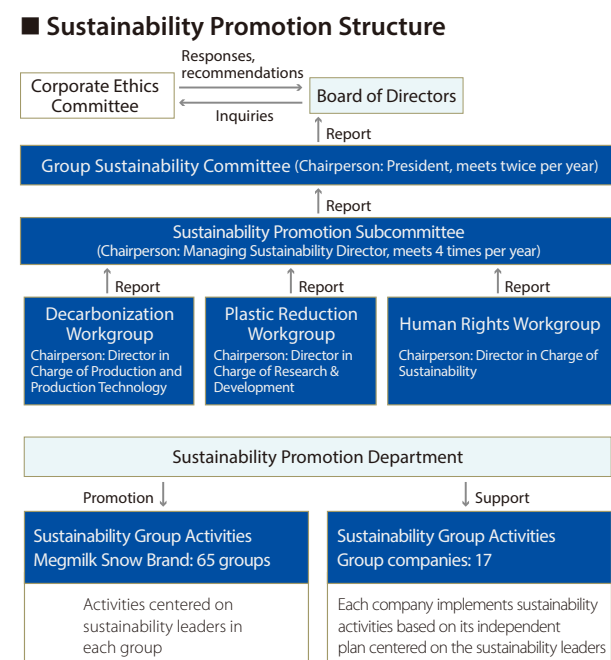 ■ Sustainability Promotion Structure
Responses,
recommendations
Corporate Ethics
Committee
Board of Directors
Inquiries
Report
Group Sustainability Committee (Chairperson: President, meets twice per year)
Report
Sustainability Promotion Subcommittee
(Chairperson: Managing Sustainability Director, meets 4 times per year)
Report
Report
Report
Decarbonization
Workgroup
Chairperson: Director in
Charge of Production and
Production Technology
Plastic Reduction
Workgroup
Chairperson: Director in
Charge of Research &
Development
Human Rights Workgroup
Chairperson: Director in Charge of
Sustainability
Sustainability Promotion Department
Promotion
Support
Sustainability Group Activities
Megmilk Snow Brand: 65 groups
Activities centered on
sustainability leaders in
each group
Sustainability Group Activities
Group companies: 17
Each company implements sustainability
activities based on its independent
plan centered on the sustainability leaders